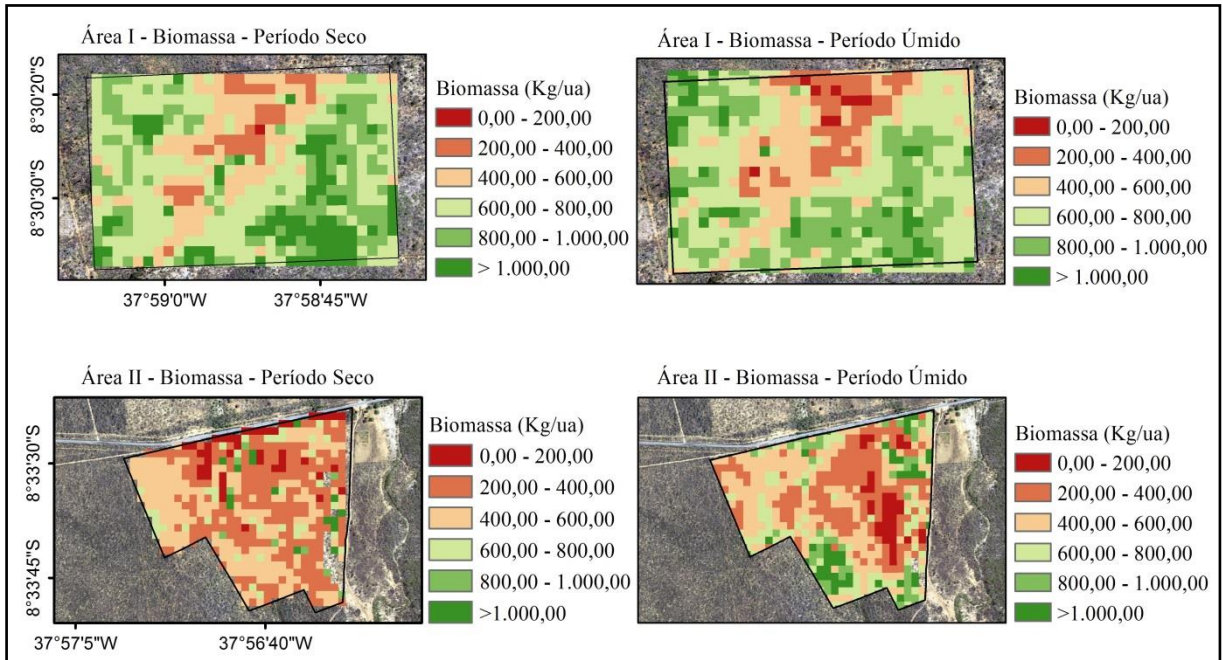 Área I - Biomassa - Período Seco
8°30'20"S
8°30'30"S
37°59'0"W
37°58'45"W
Biomassa (Kg/ua)
0,00 - 200,00
200,00 - 400,00
400,00 - 600,00
600,00 - 800,00
800,00 - 1.000,00
> 1.000,00
Área I - Biomassa - Período Úmido
Biomassa (Kg/ua)
0,00 - 200,00
200,00 - 400,00
400,00 - 600,00
600,00 - 800,00
800,00 - 1.000,00
> 1.000,00
Área II - Biomassa - Período Seco
8°33'30"S
8°33'45"S
37°57'5"W
37°56'40"W
Biomassa (Kg/ua)
0,00 - 200,00
200,00 - 400,00
400,00 - 600,00
600,00 - 800,00
800,00 - 1.000,00
>1.000,00
Área II - Biomassa - Período Úmido
Biomassa (Kg/ua)
0,00 - 200,00
200,00 - 400,00
400,00 - 600,00
600,00 - 800,00
800,00 - 1.000,00
>1.000,00